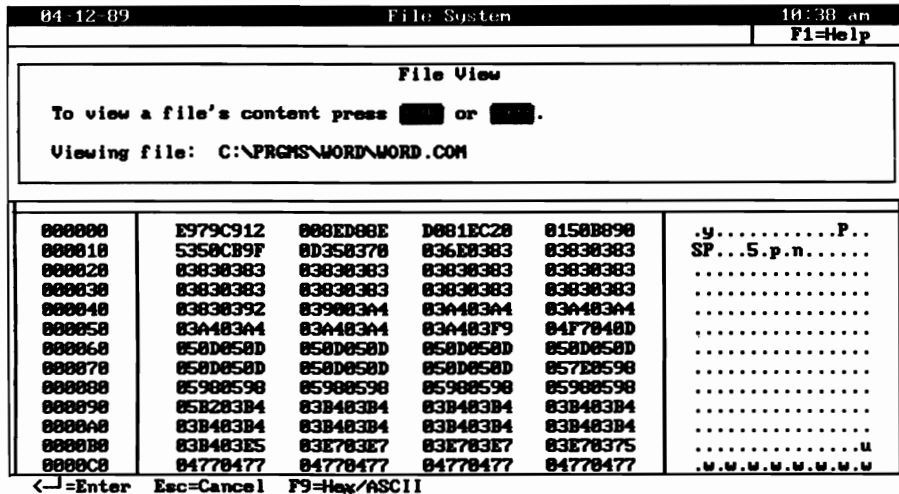 04-12-89 File System 10:38 am
F1=Help
File View
To view a file's content press or .
Viewing file: C:\PRGMS\WORD\WORD.COM
000000 E979C912 008ED88E D081EC20 0150B890 .y...........P..
000010 5350CB9F 0D350370 036E0383 03830383 SP...5.p.n......
000020 03830383 03830383 03830383 03830383 ................
000030 03830383 03830383 03830383 03830383 ................
000040 03830392 039003A4 03A403A4 03A403A4 ................
000050 03A403A4 03A403A4 03A403F9 04F7040D ................
000060 050D050D 050D050D 050D050D 050D050D ................
000070 050D050D 050D050D 050D050D 057E0598 ................
000080 05980598 05980598 05980598 05980598 ................
000090 05B203B4 03B403B4 03B403B4 03B403B4 ................
0000A0 03B403B4 03B403B4 03B403B4 03B403B4 ................
0000B0 03B403E5 03E703E7 03E703E7 03E70375 ...............u
0000C0 04770477 04770477 04770477 04770477 .w.w.w.w.w.w.w.w
<─┘=Enter Esc=Cancel F9=Hex/ASCII